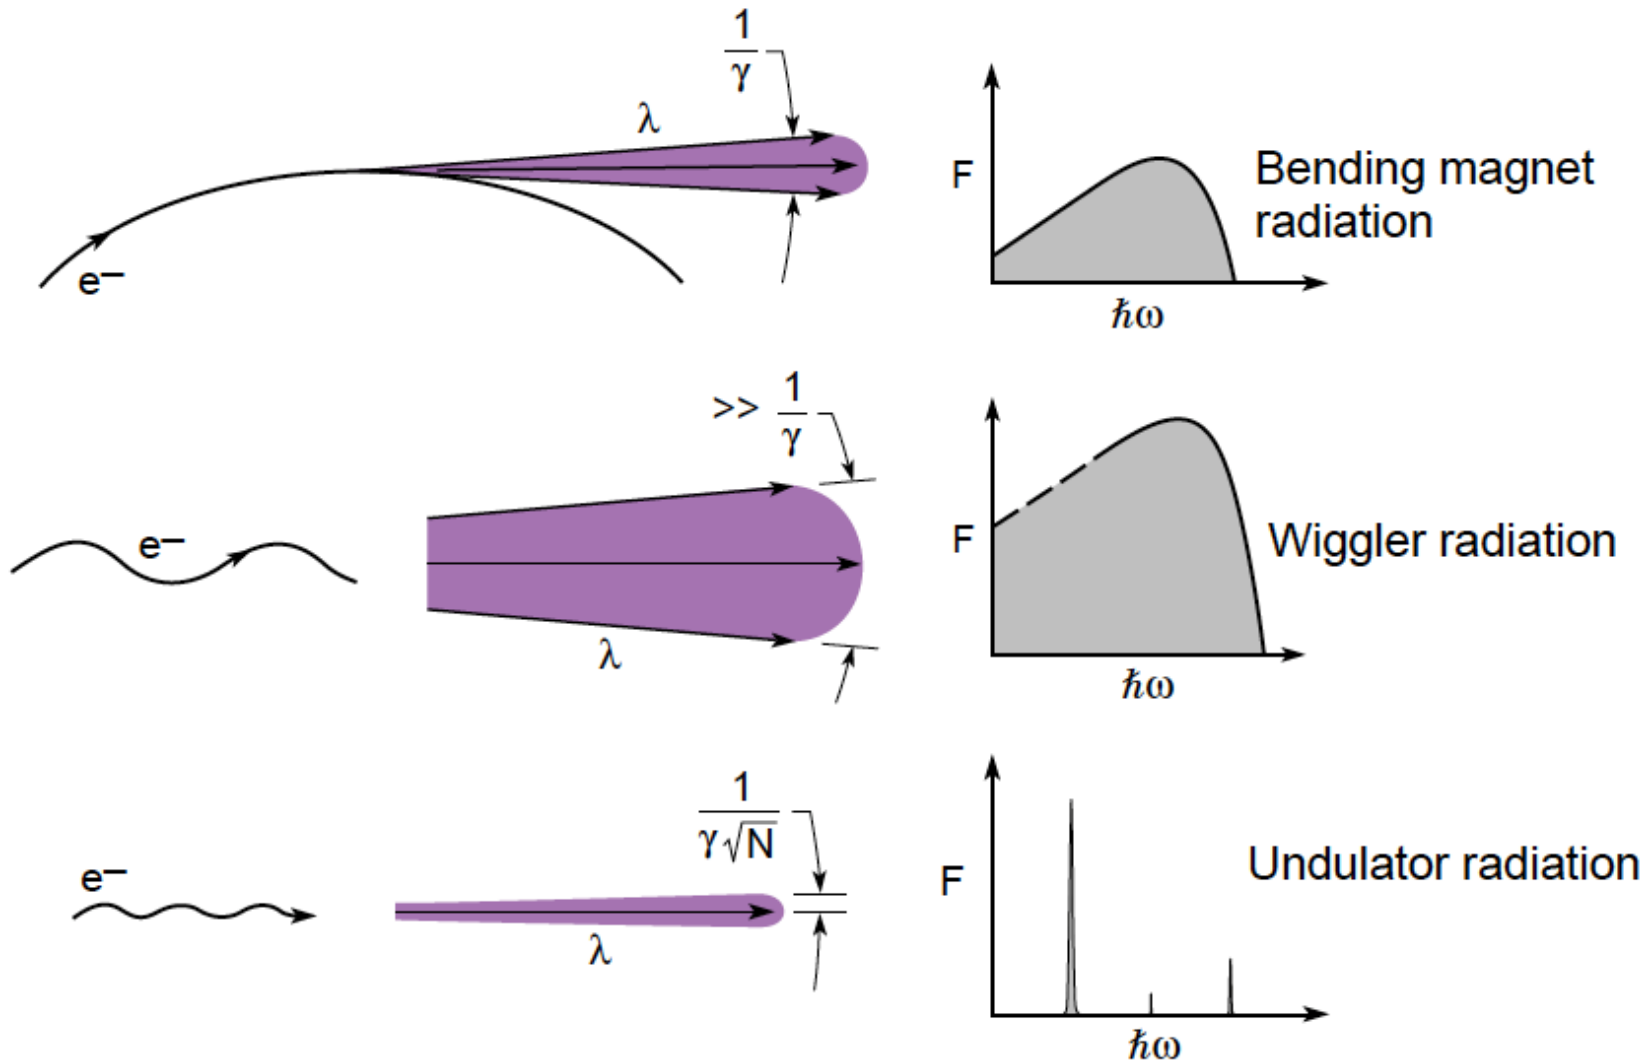 1
γ
λ
e–
F
ħω
Bending magnet
radiation
>> 1
γ
e–
λ
F
ħω
Wiggler radiation
1
γ√N
e–
λ
F
ħω
Undulator radiation